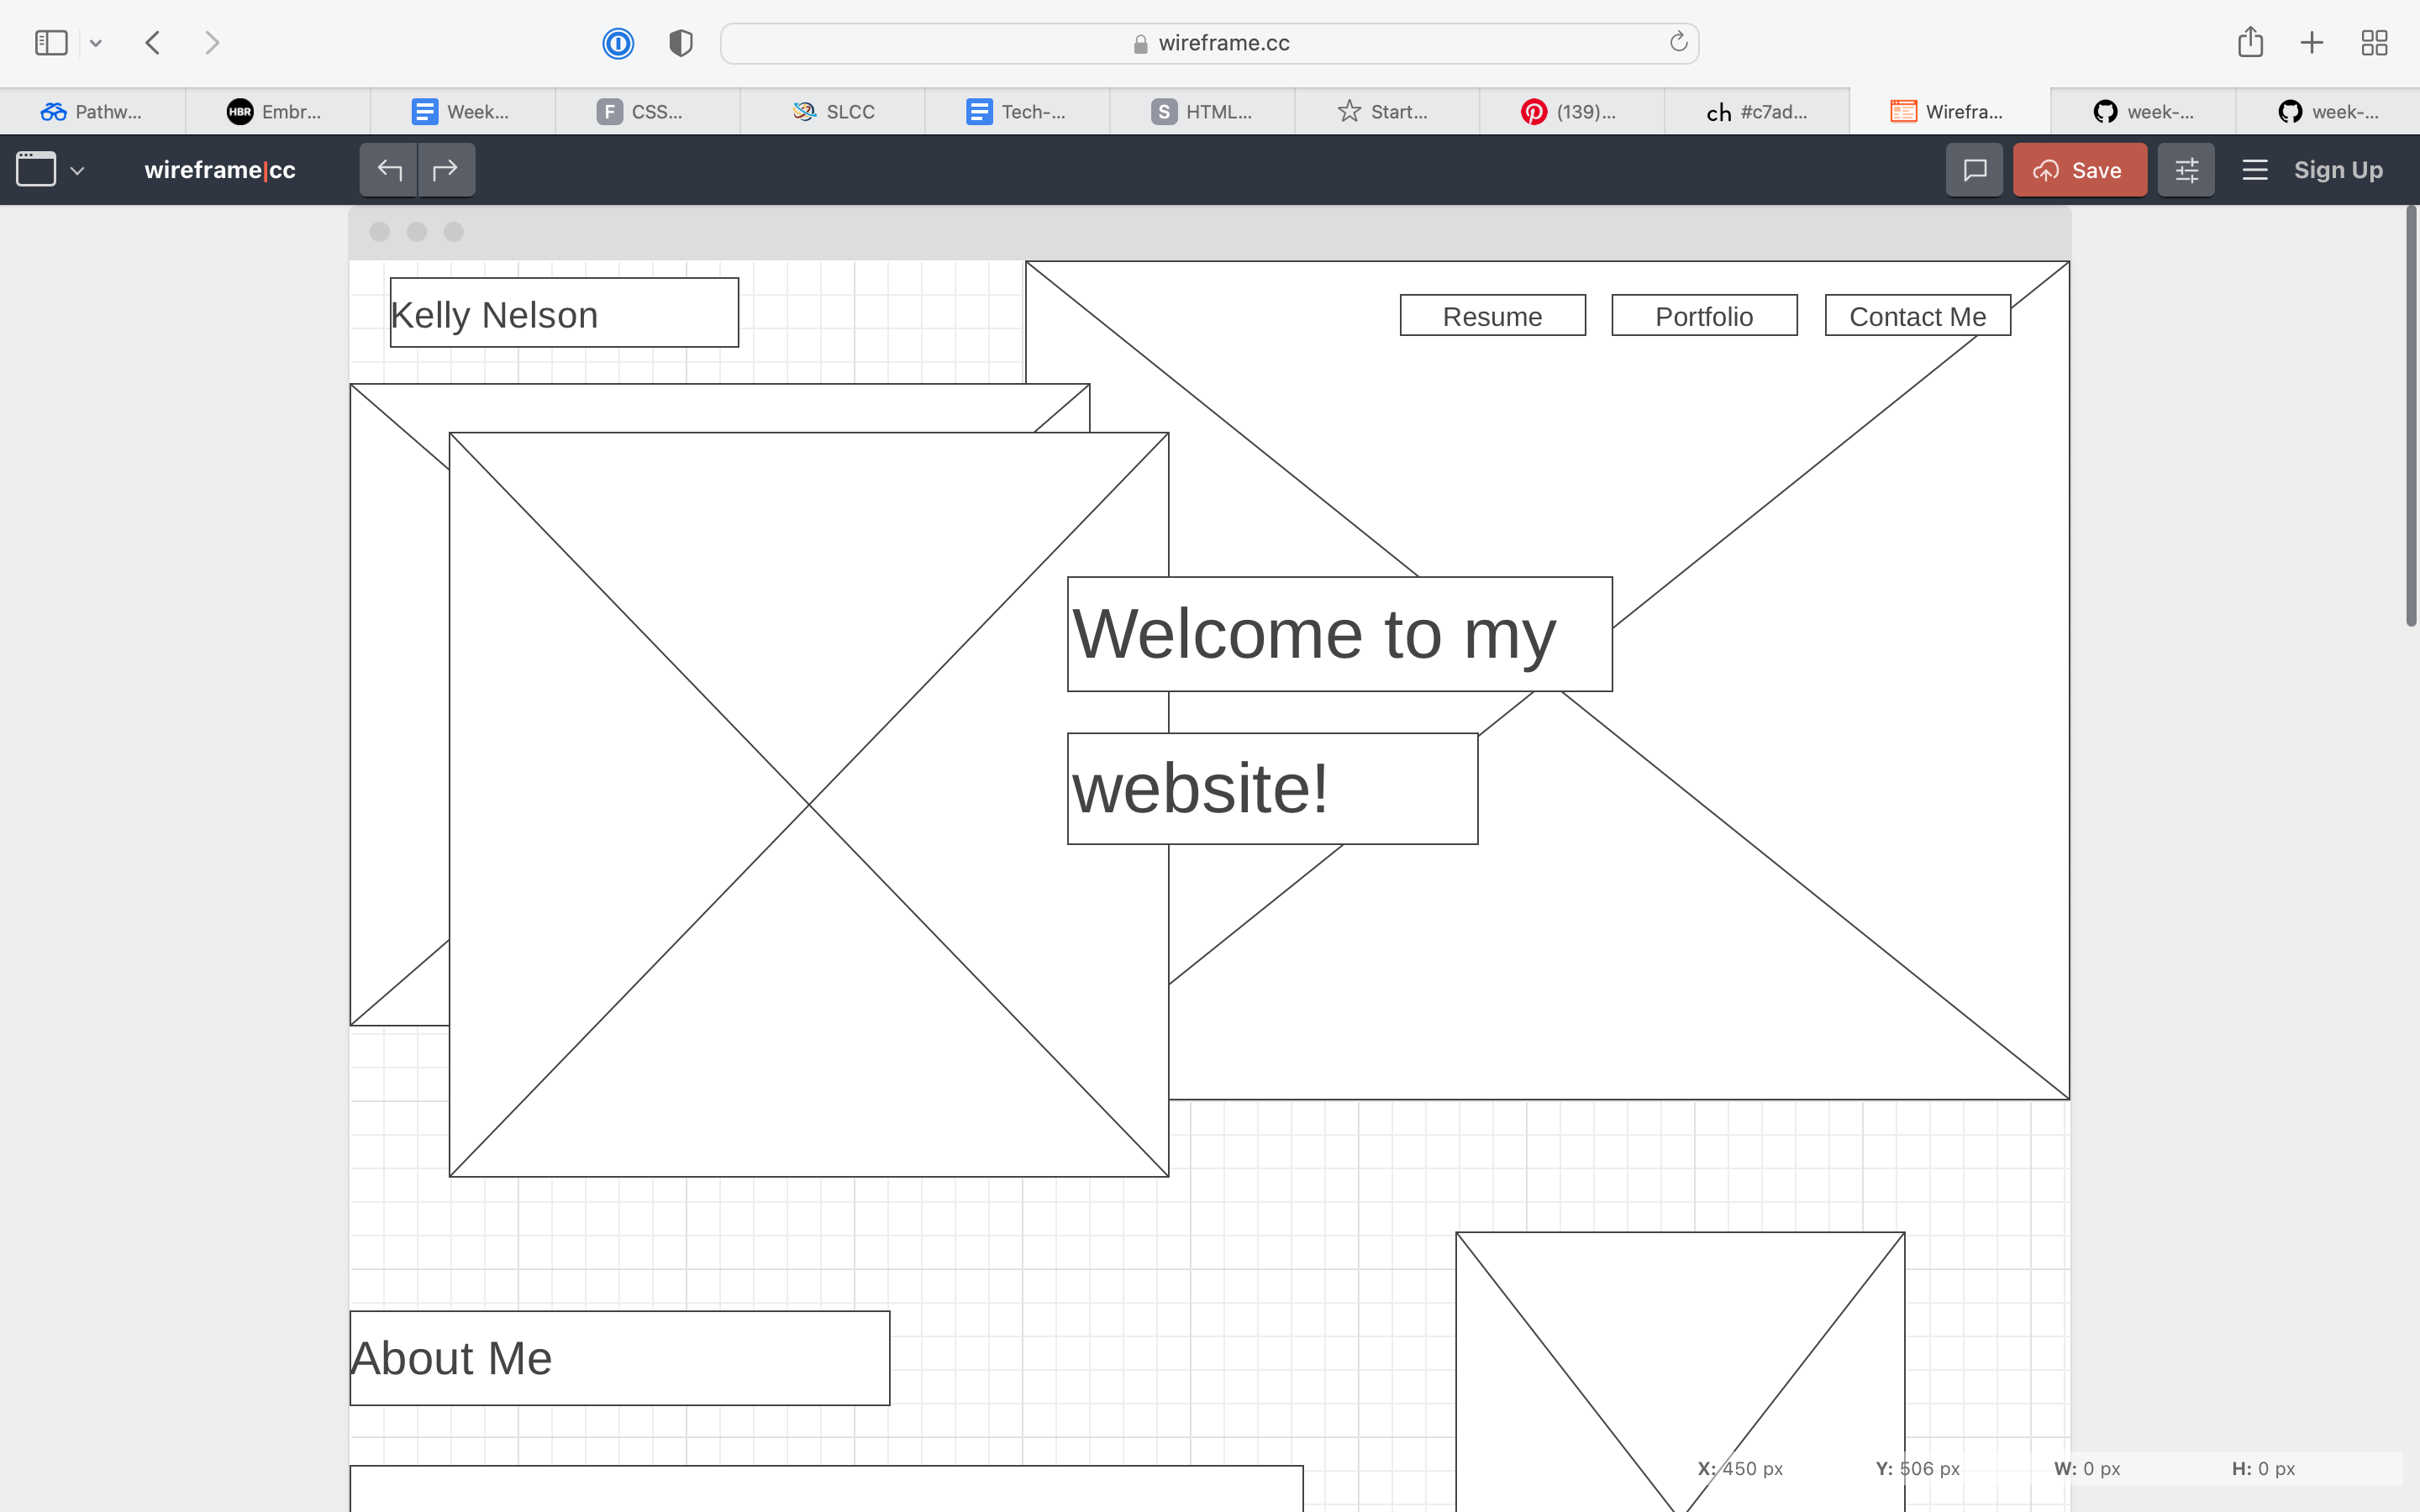 wireframe.cc
Pathw...
HBR
Embr...
Week...
F
CSS...
SLCC
Tech-...
S
HTML...
Start...
(139)...
ch
#c7ad...
Wirefra...
week-...
week-...
wireframe|cc
Save
Sign Up
Kelly Nelson
Resume
Portfolio
Contact Me
Welcome to my
website!
About Me
X: 450 px
Y: 506 px
W: 0 px
H: 0 px